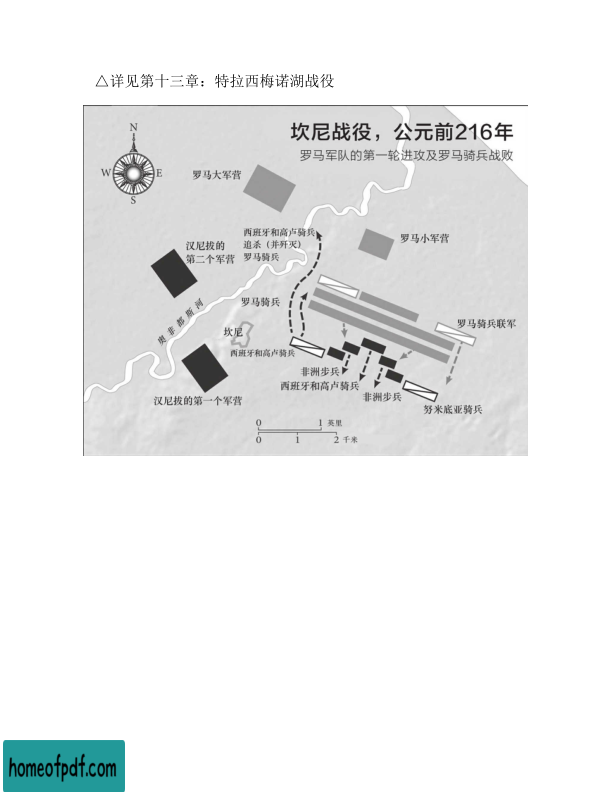 △详见第十三章：特拉西梅诺湖战役
坎尼战役，公元前216年
罗马军队的第一轮进攻及罗马骑兵战败
N
W
E
S
罗马大军营
西班牙和高卢骑兵
追杀（并歼灭）
罗马骑兵
罗马小军营
汉尼拔的
第二个军营
罗马骑兵
奥非都斯河
坎尼
罗马骑兵联军
西班牙和高卢骑兵
非洲步兵
西班牙和高卢骑兵
非洲步兵
汉尼拔的第一个军营
努米底亚骑兵
0 1 英里
0 1 2 千米
homeofpdf.com